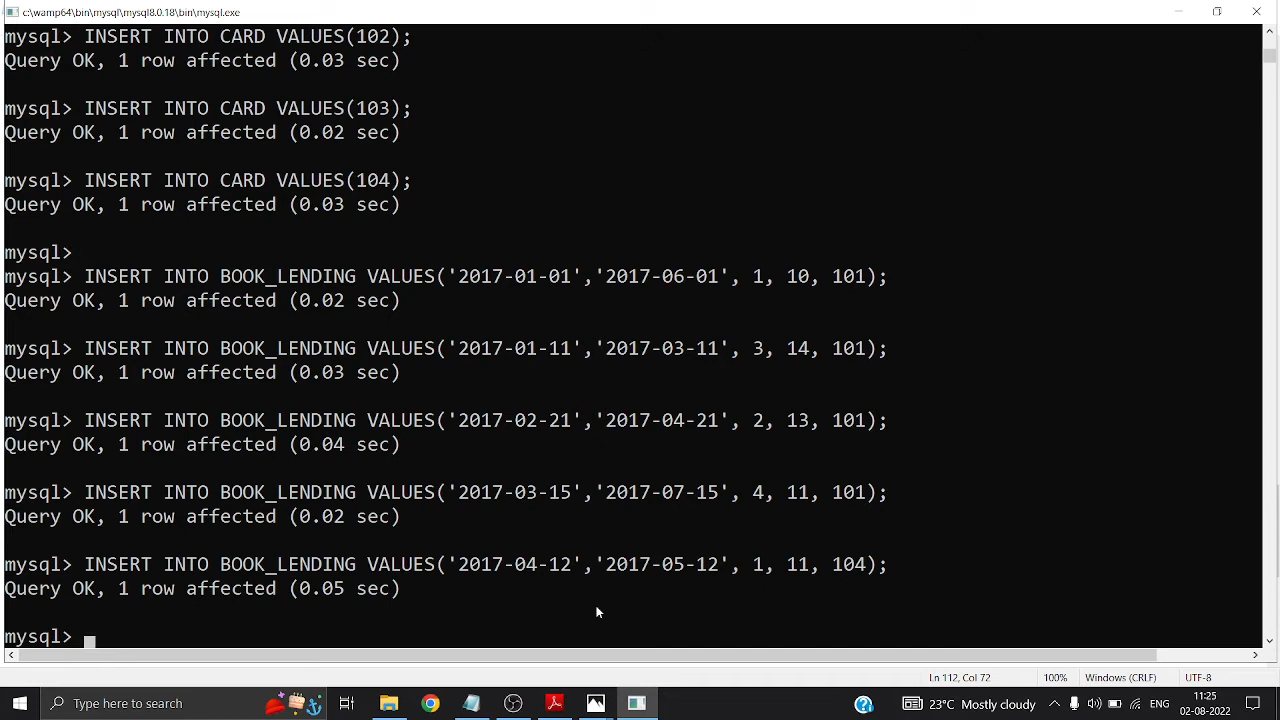 c:\wamp64\bin\mysql\mysql8.0.18\bin\mysql.exe
mysql> INSERT INTO CARD VALUES(102);
Query OK, 1 row affected (0.03 sec)
mysql> INSERT INTO CARD VALUES(103);
Query OK, 1 row affected (0.02 sec)
mysql> INSERT INTO CARD VALUES(104);
Query OK, 1 row affected (0.03 sec)
mysql>
mysql> INSERT INTO BOOK_LENDING VALUES('2017-01-01','2017-06-01', 1, 10, 101);
Query OK, 1 row affected (0.02 sec)
mysql> INSERT INTO BOOK_LENDING VALUES('2017-01-11','2017-03-11', 3, 14, 101);
Query OK, 1 row affected (0.03 sec)
mysql> INSERT INTO BOOK_LENDING VALUES('2017-02-21','2017-04-21', 2, 13, 101);
Query OK, 1 row affected (0.04 sec)
mysql> INSERT INTO BOOK_LENDING VALUES('2017-03-15','2017-07-15', 4, 11, 101);
Query OK, 1 row affected (0.02 sec)
mysql> INSERT INTO BOOK_LENDING VALUES('2017-04-12','2017-05-12', 1, 11, 104);
Query OK, 1 row affected (0.05 sec)
mysql>
Ln 112, Col 72 100% Windows (CRLF) UTF-8
Type here to search 23°C Mostly cloudy ENG 11:25
02-08-2022